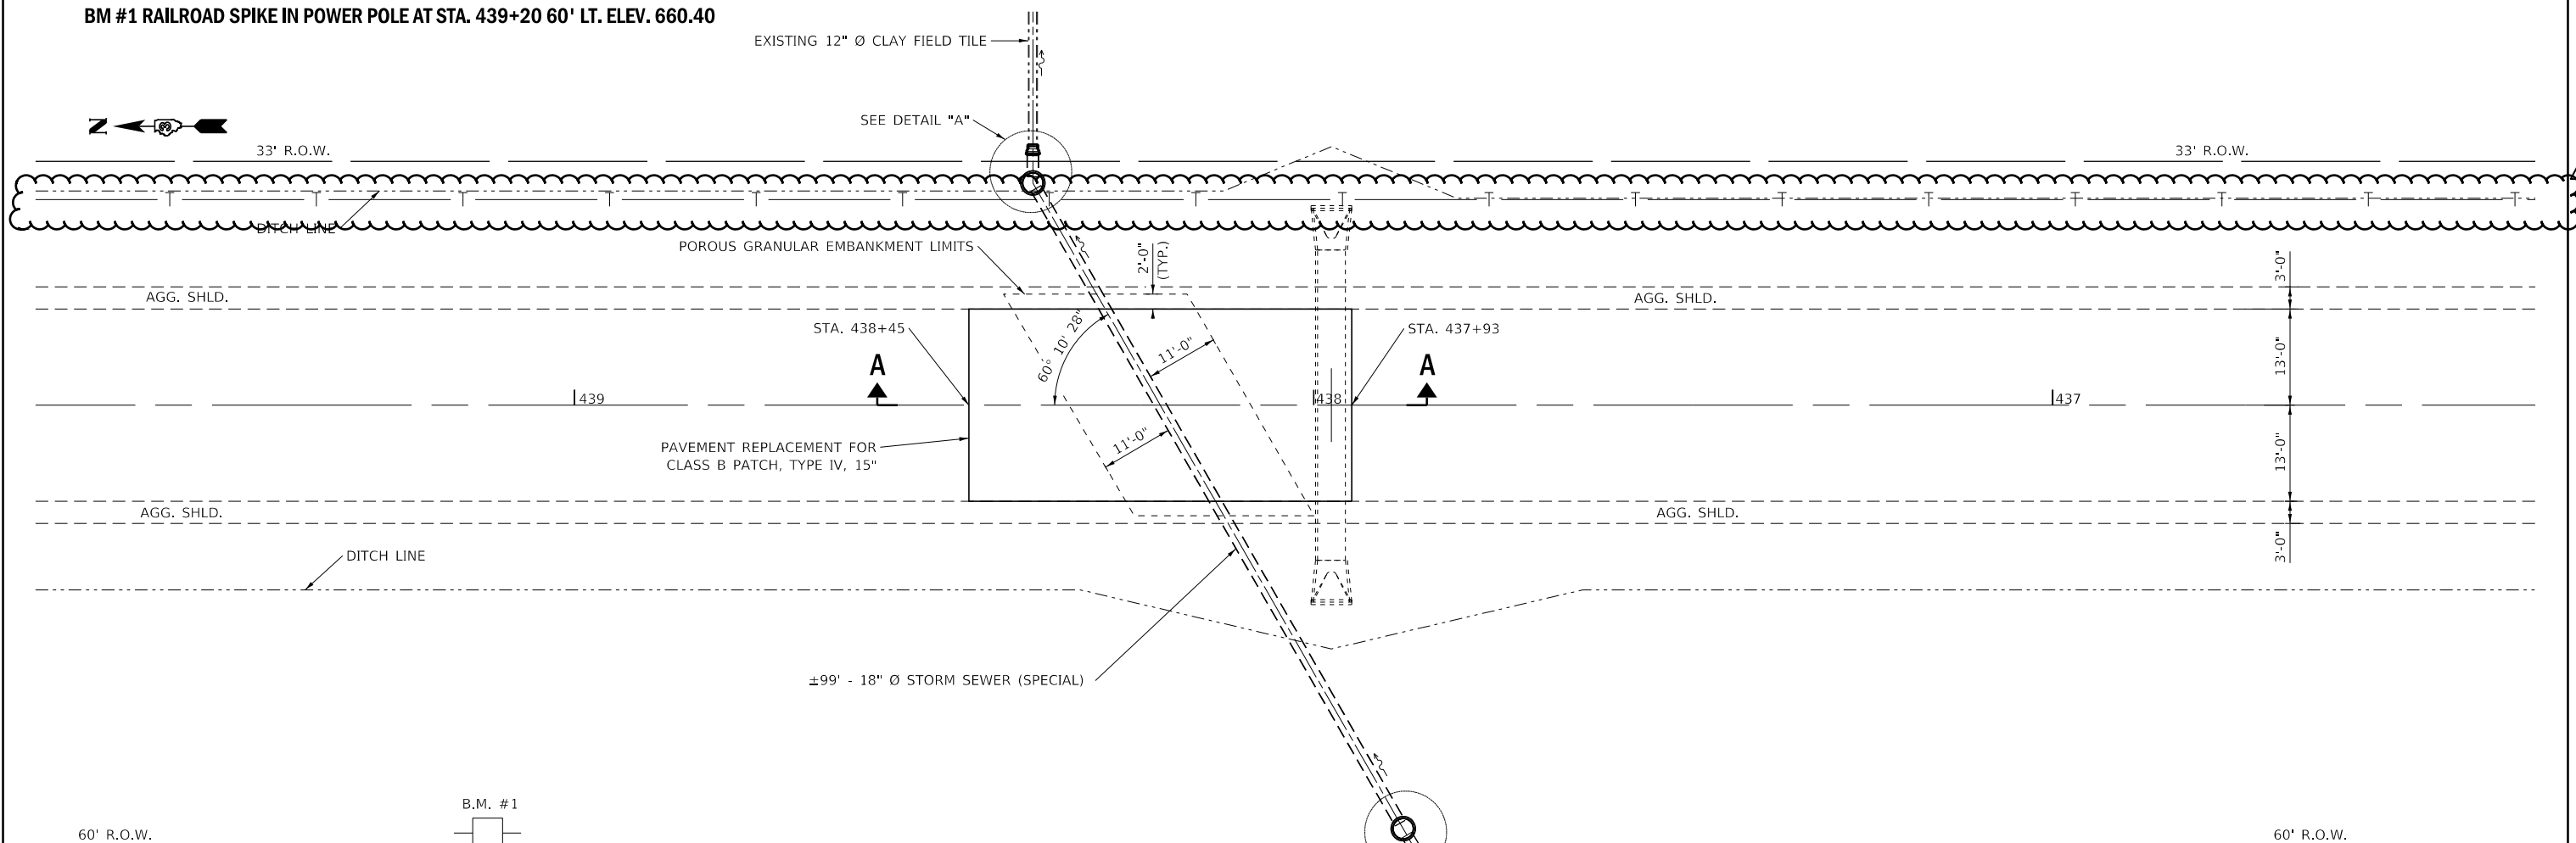 BM #1 RAILROAD SPIKE IN POWER POLE AT STA. 439+20 60' LT. ELEV. 660.40
EXISTING 12" Ø CLAY FIELD TILE
SEE DETAIL "A"
N
33' R.O.W.
33' R.O.W.
DITCH LINE
POROUS GRANULAR EMBANKMENT LIMITS
2'-0"
(TYP.)
3'-0"
AGG. SHLD.
AGG. SHLD.
STA. 438+45
60° 10' 28"
11'-0"
STA. 437+93
13'-0"
A
A
439
438
437
PAVEMENT REPLACEMENT FOR
CLASS B PATCH, TYPE IV, 15"
11'-0"
13'-0"
AGG. SHLD.
AGG. SHLD.
3'-0"
DITCH LINE
±99' - 18" Ø STORM SEWER (SPECIAL)
B.M. #1
60' R.O.W.
60' R.O.W.
T T T T T T T T T T T T T T T T T